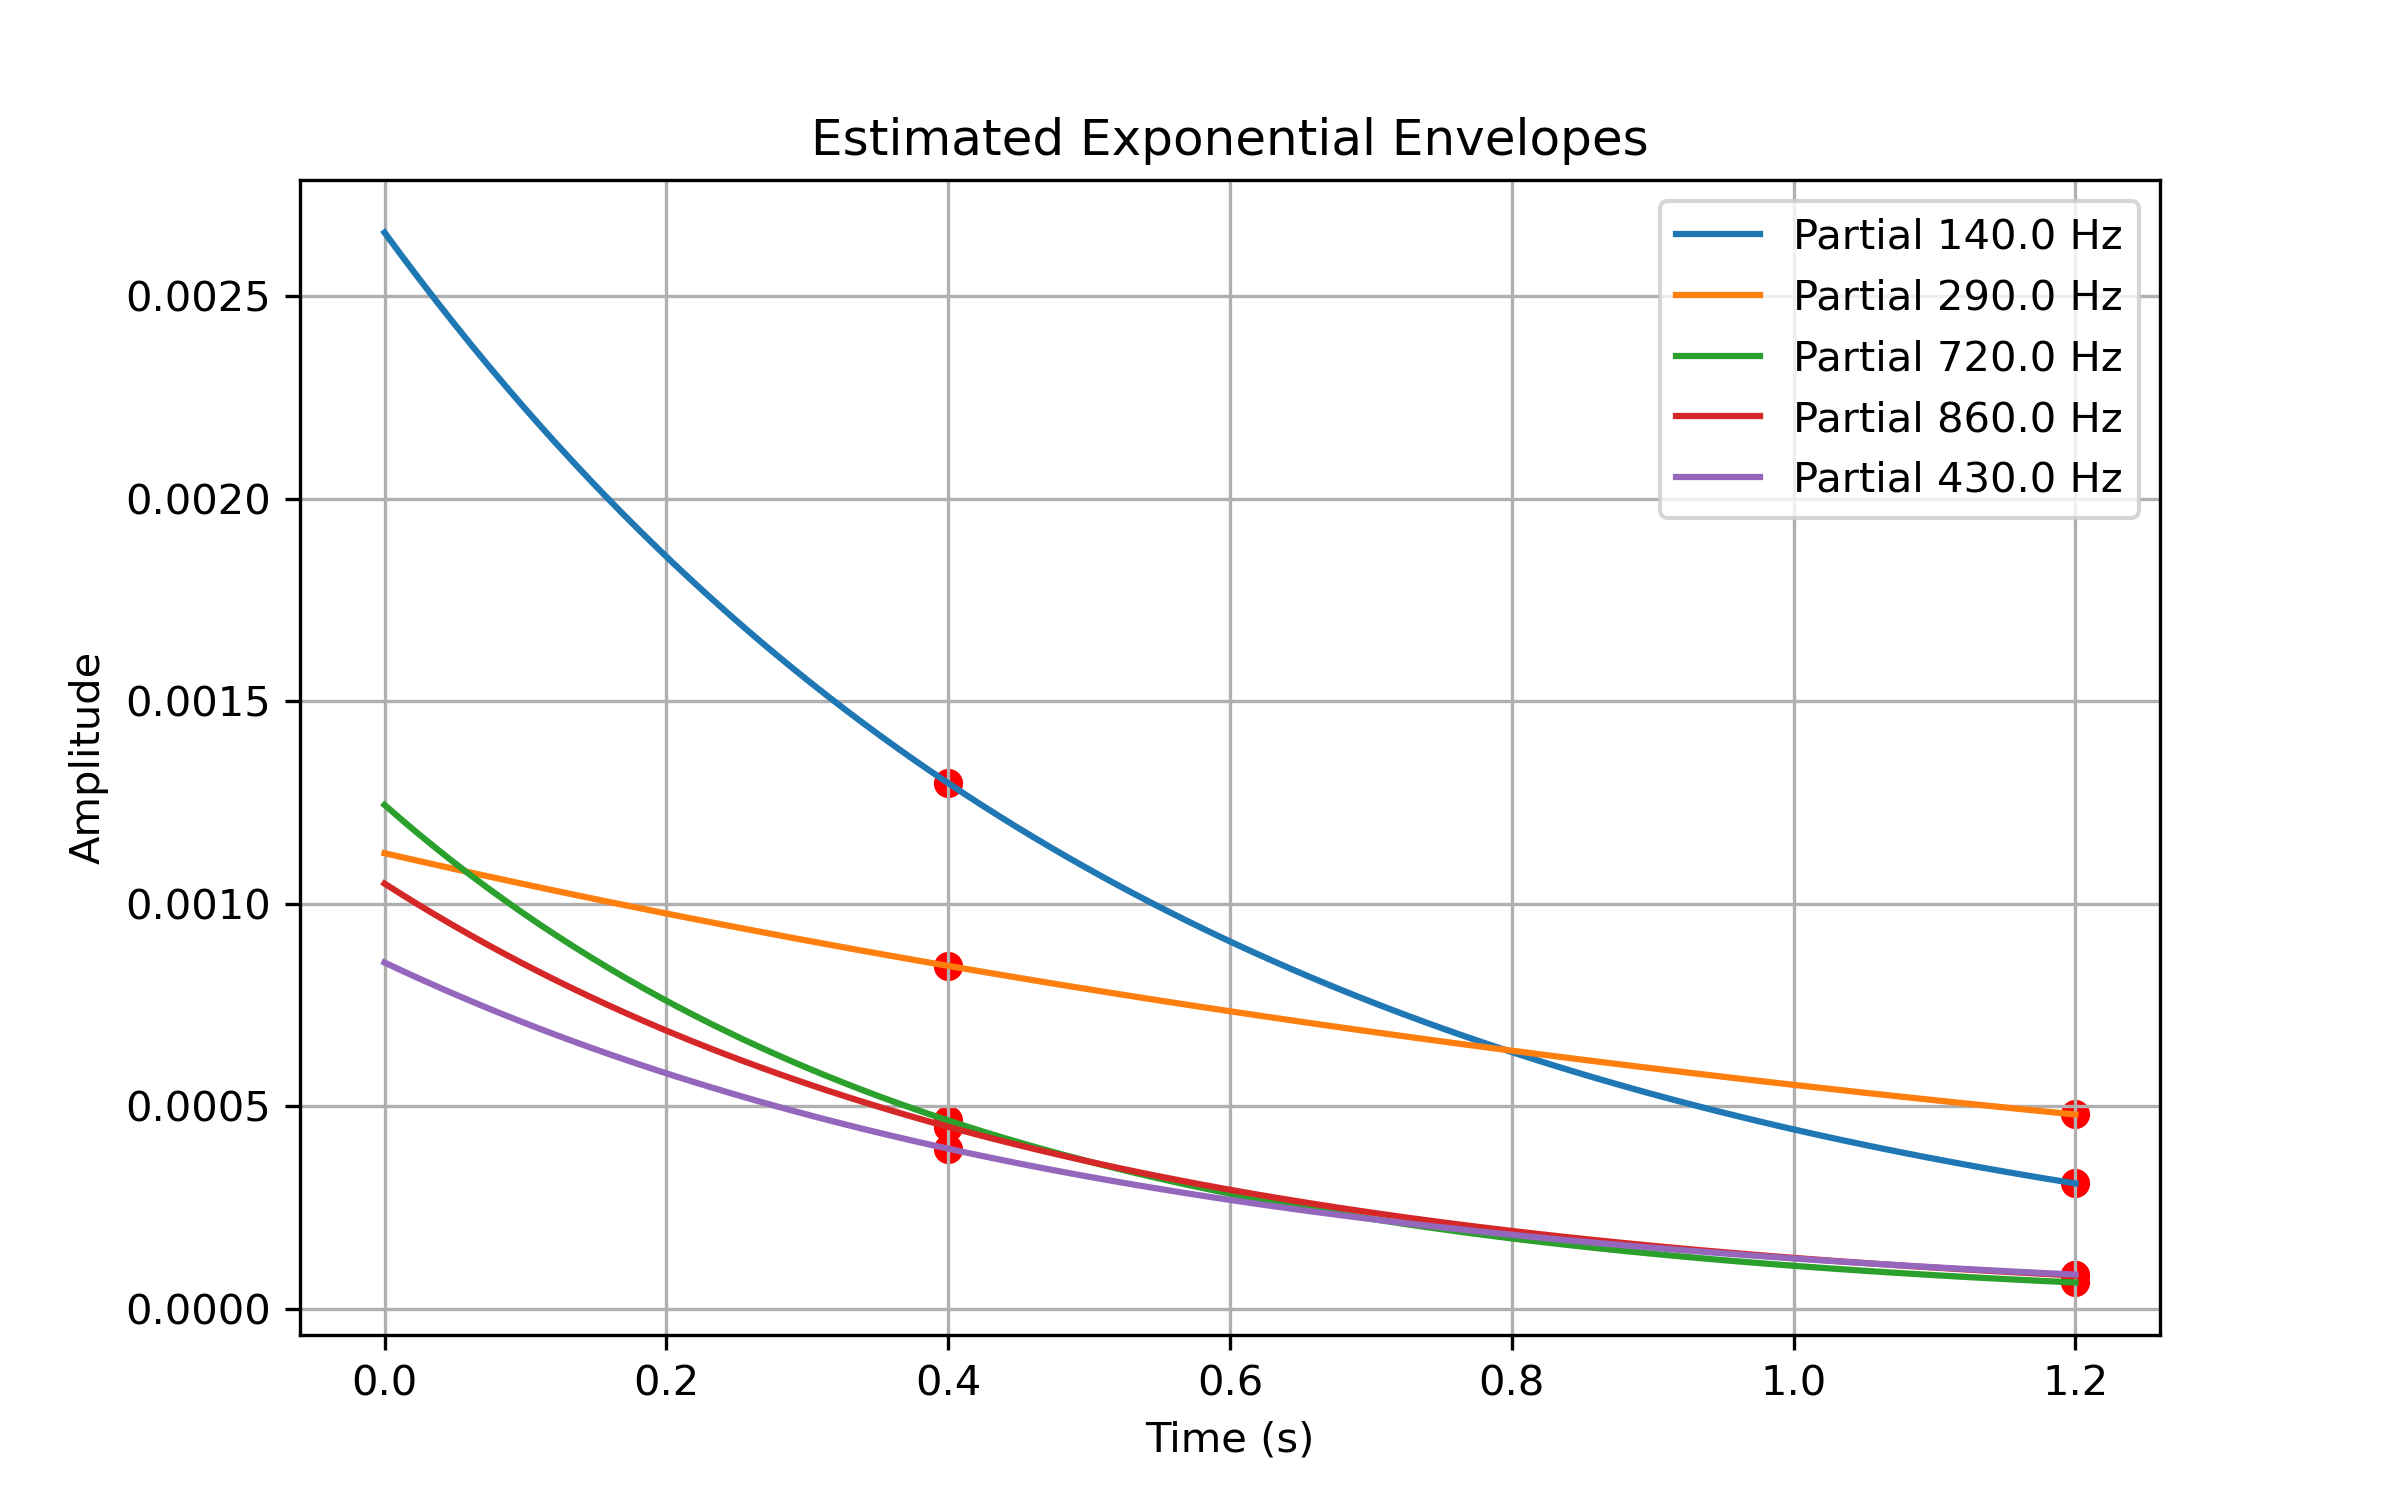 Estimated Exponential Envelopes
Partial 140.0 Hz
Partial 290.0 Hz
Partial 720.0 Hz
Partial 860.0 Hz
Partial 430.0 Hz
Amplitude
0.0025
0.0020
0.0015
0.0010
0.0005
0.0000
0.0 0.2 0.4 0.6 0.8 1.0 1.2
Time (s)